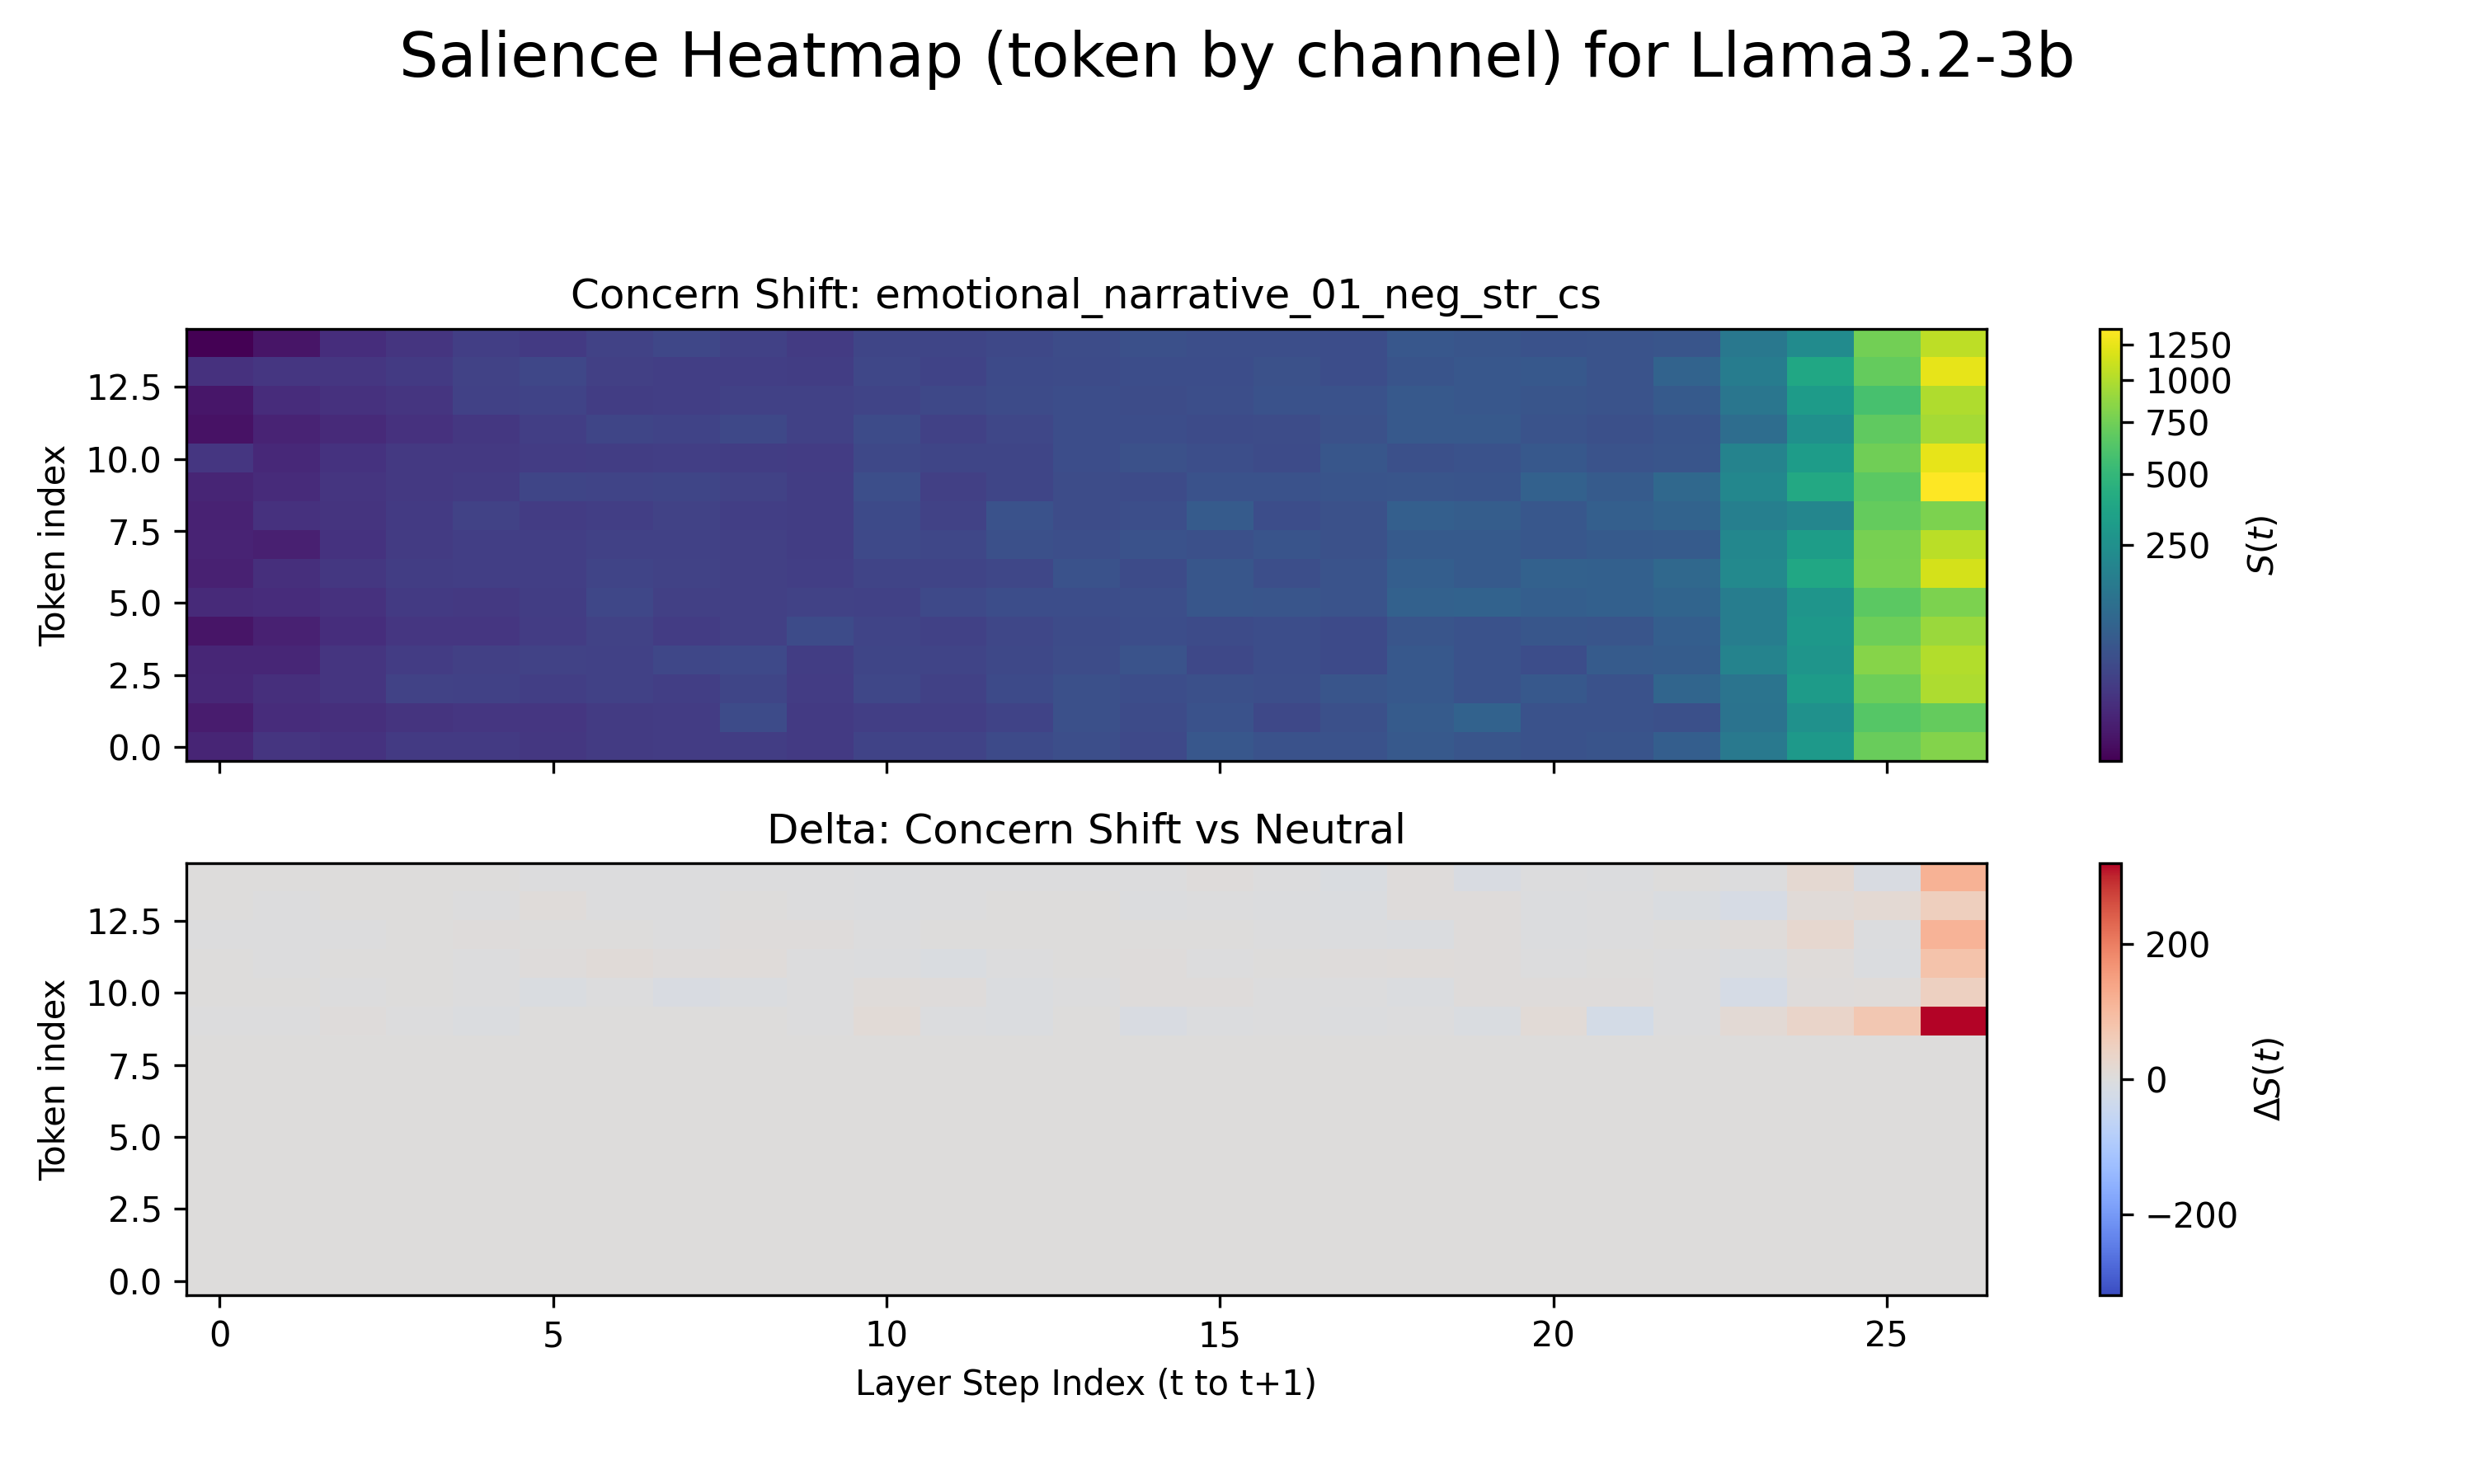 Salience Heatmap (token by channel) for Llama3.2-3b
Concern Shift: emotional_narrative_01_neg_str_cs
Token index
12.5
10.0
7.5
5.0
2.5
0.0
1250
1000
750
500
250
S(t)
Delta: Concern Shift vs Neutral
Token index
12.5
10.0
7.5
5.0
2.5
0.0
0 5 10 15 20 25
Layer Step Index (t to t+1)
200
0
−200
ΔS(t)